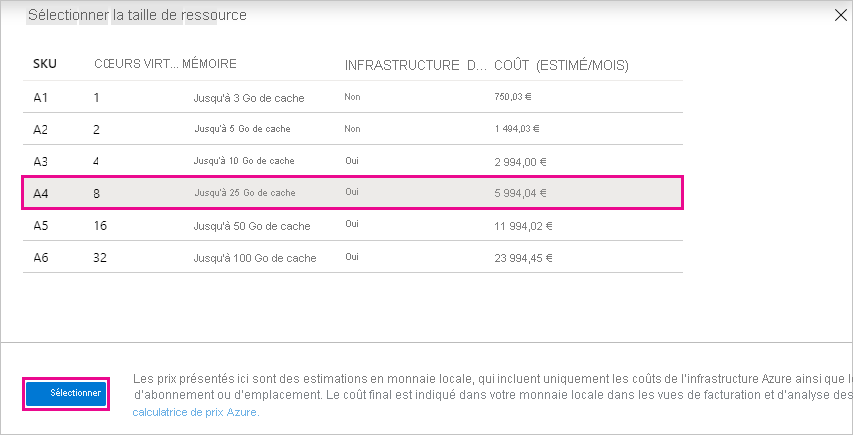 Sélectionner la taille de ressource
SKU CŒURS VIRT... MÉMOIRE INFRASTRUCTURE D... COÛT (ESTIMÉ/MOIS)
A1 1 Jusqu'à 3 Go de cache Non 750,03 €
A2 2 Jusqu'à 5 Go de cache Non 1 494,03 €
A3 4 Jusqu'à 10 Go de cache Oui 2 994,00 €
A4 8 Jusqu'à 25 Go de cache Oui 5 994,04 €
A5 16 Jusqu'à 50 Go de cache Oui 11 994,02 €
A6 32 Jusqu'à 100 Go de cache Oui 23 994,45 €
Les prix présentés ici sont des estimations en monnaie locale, qui incluent uniquement les coûts de l'infrastructure Azure ainsi que
Sélectionner d'abonnement ou d'emplacement. Le coût final est indiqué dans votre monnaie locale dans les vues de facturation et d'analyse des
calculatrice de prix Azure.